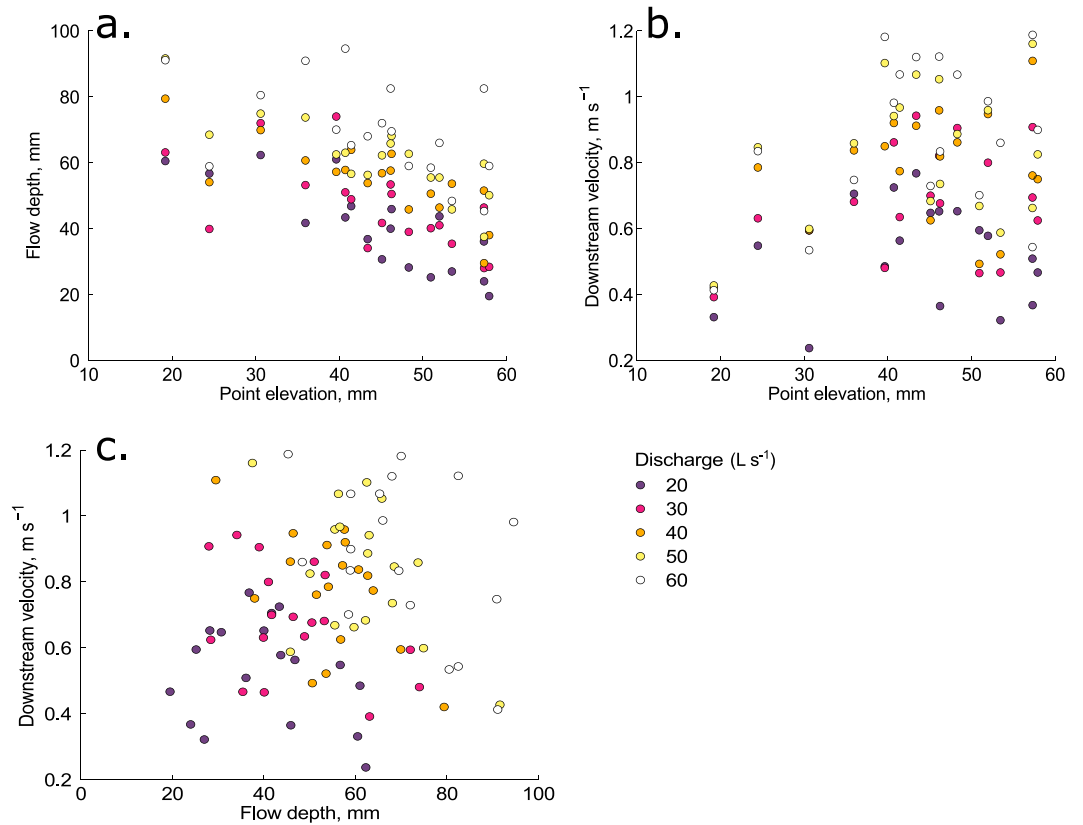 a.
100
80
60
40
20
0
Flow depth, mm
10 20 30 40 50 60
Point elevation, mm
b.
1.2
1
0.8
0.6
0.4
0.2
Downstream velocity, m s⁻¹
10 20 30 40 50 60
Point elevation, mm
c.
1.2
1
0.8
0.6
0.4
0.2
Downstream velocity, m s⁻¹
0 20 40 60 80 100
Flow depth, mm
Discharge (L s⁻¹)
20
30
40
50
60